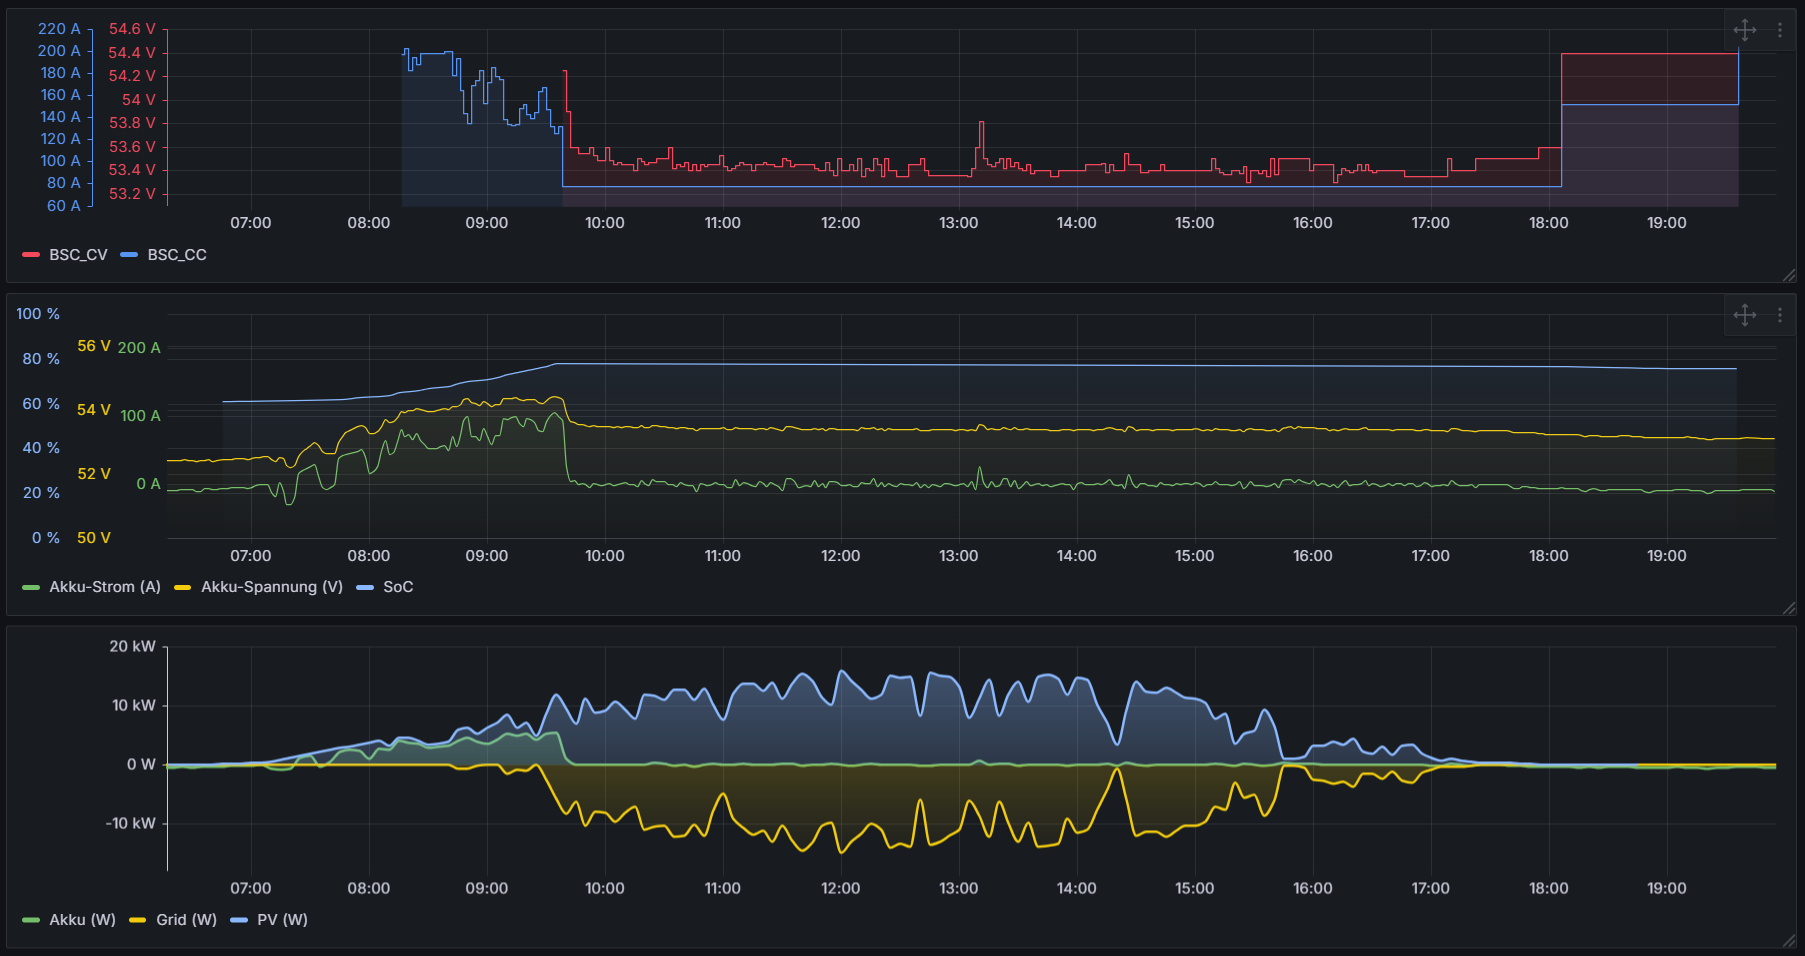 220 A 54.6 V
200 A 54.4 V
180 A 54.2 V
160 A 54 V
140 A 53.8 V
120 A 53.6 V
100 A 53.4 V
80 A 53.2 V
60 A
07:00 08:00 09:00 10:00 11:00 12:00 13:00 14:00 15:00 16:00 17:00 18:00 19:00
BSC_CV BSC_CC
100 %
56 V 200 A
80 %
60 % 54 V 100 A
40 %
52 V 0 A
20 %
0 % 50 V
07:00 08:00 09:00 10:00 11:00 12:00 13:00 14:00 15:00 16:00 17:00 18:00 19:00
Akku-Strom (A) Akku-Spannung (V) SoC
20 kW
10 kW
0 W
-10 kW
07:00 08:00 09:00 10:00 11:00 12:00 13:00 14:00 15:00 16:00 17:00 18:00 19:00
Akku (W) Grid (W) PV (W)